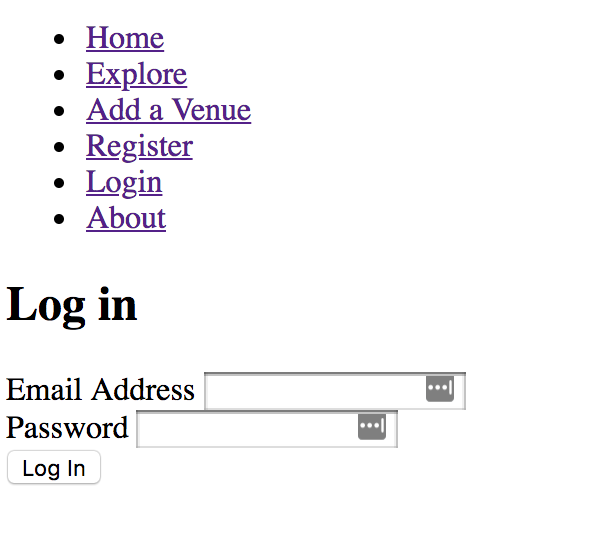 Home
Explore
Add a Venue
Register
Login
About
Log in
Email Address
Password
Log In